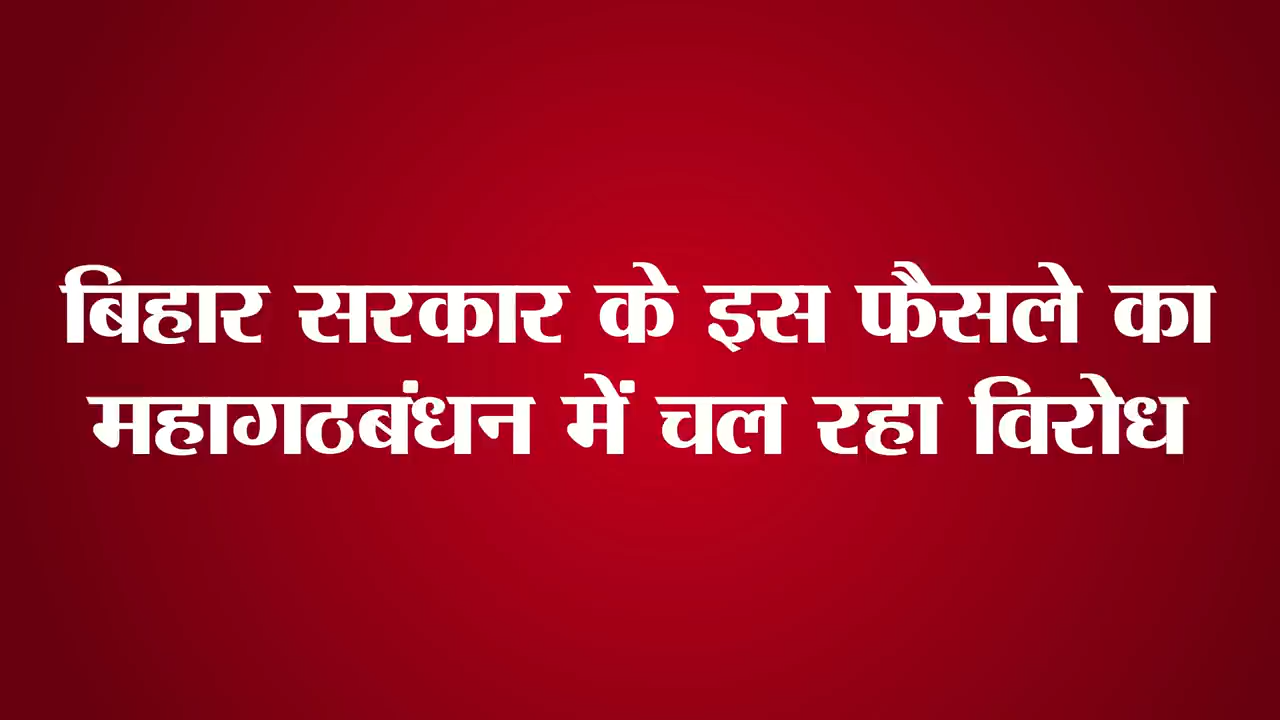 बिहार सरकार के इस फैसले का
महागठबंधन में चल रहा विरोध